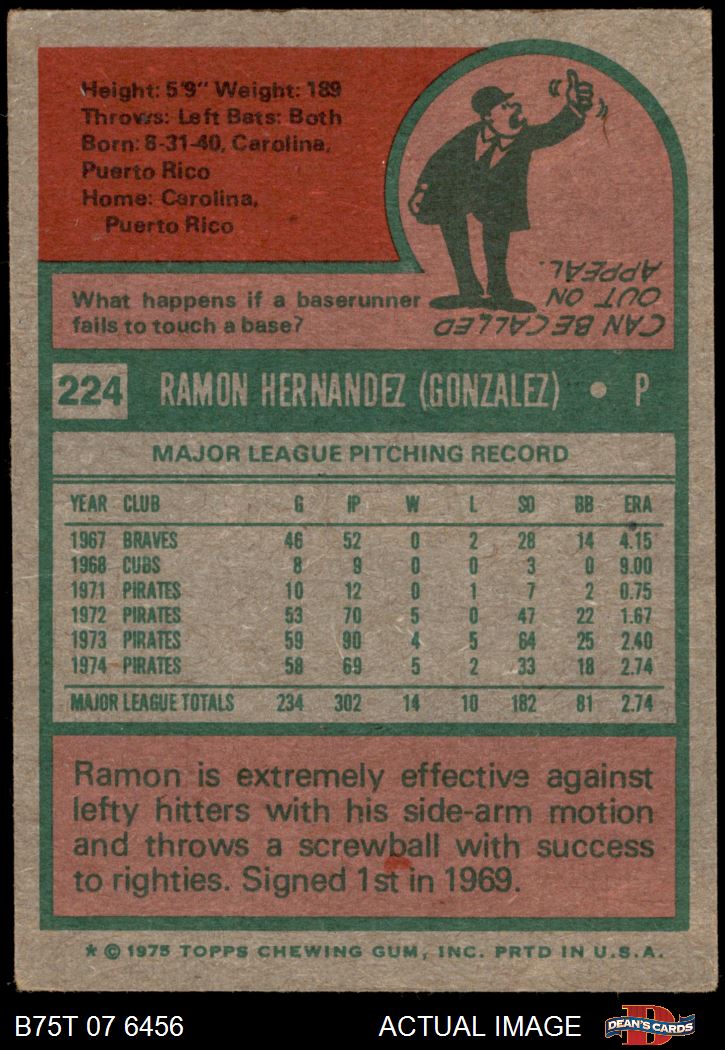 Height: 5'9" Weight: 189
Throws: Left Bats: Both
Born: 8-31-40, Carolina,
Puerto Rico
Home: Carolina,
Puerto Rico
What happens if a baserunner
fails to touch a base?
CAN BE CALLED
OUT ON
APPEAL.
224 RAMON HERNANDEZ (GONZALEZ) • P
MAJOR LEAGUE PITCHING RECORD
YEAR CLUB G IP W L SO BB ERA
1967 BRAVES 46 52 0 2 28 14 4.15
1968 CUBS 8 9 0 0 3 0 9.00
1971 PIRATES 10 12 0 1 7 2 0.75
1972 PIRATES 53 70 5 0 47 22 1.67
1973 PIRATES 59 90 4 5 64 25 2.40
1974 PIRATES 58 69 5 2 33 18 2.74
MAJOR LEAGUE TOTALS 234 302 14 10 182 81 2.74
Ramon is extremely effective against
lefty hitters with his side-arm motion
and throws a screwball with success
to righties. Signed 1st in 1969.
* © 1975 TOPPS CHEWING GUM, INC. PRTD IN U.S.A.
B75T 07 6456 ACTUAL IMAGE
D
DEAN'S CARDS